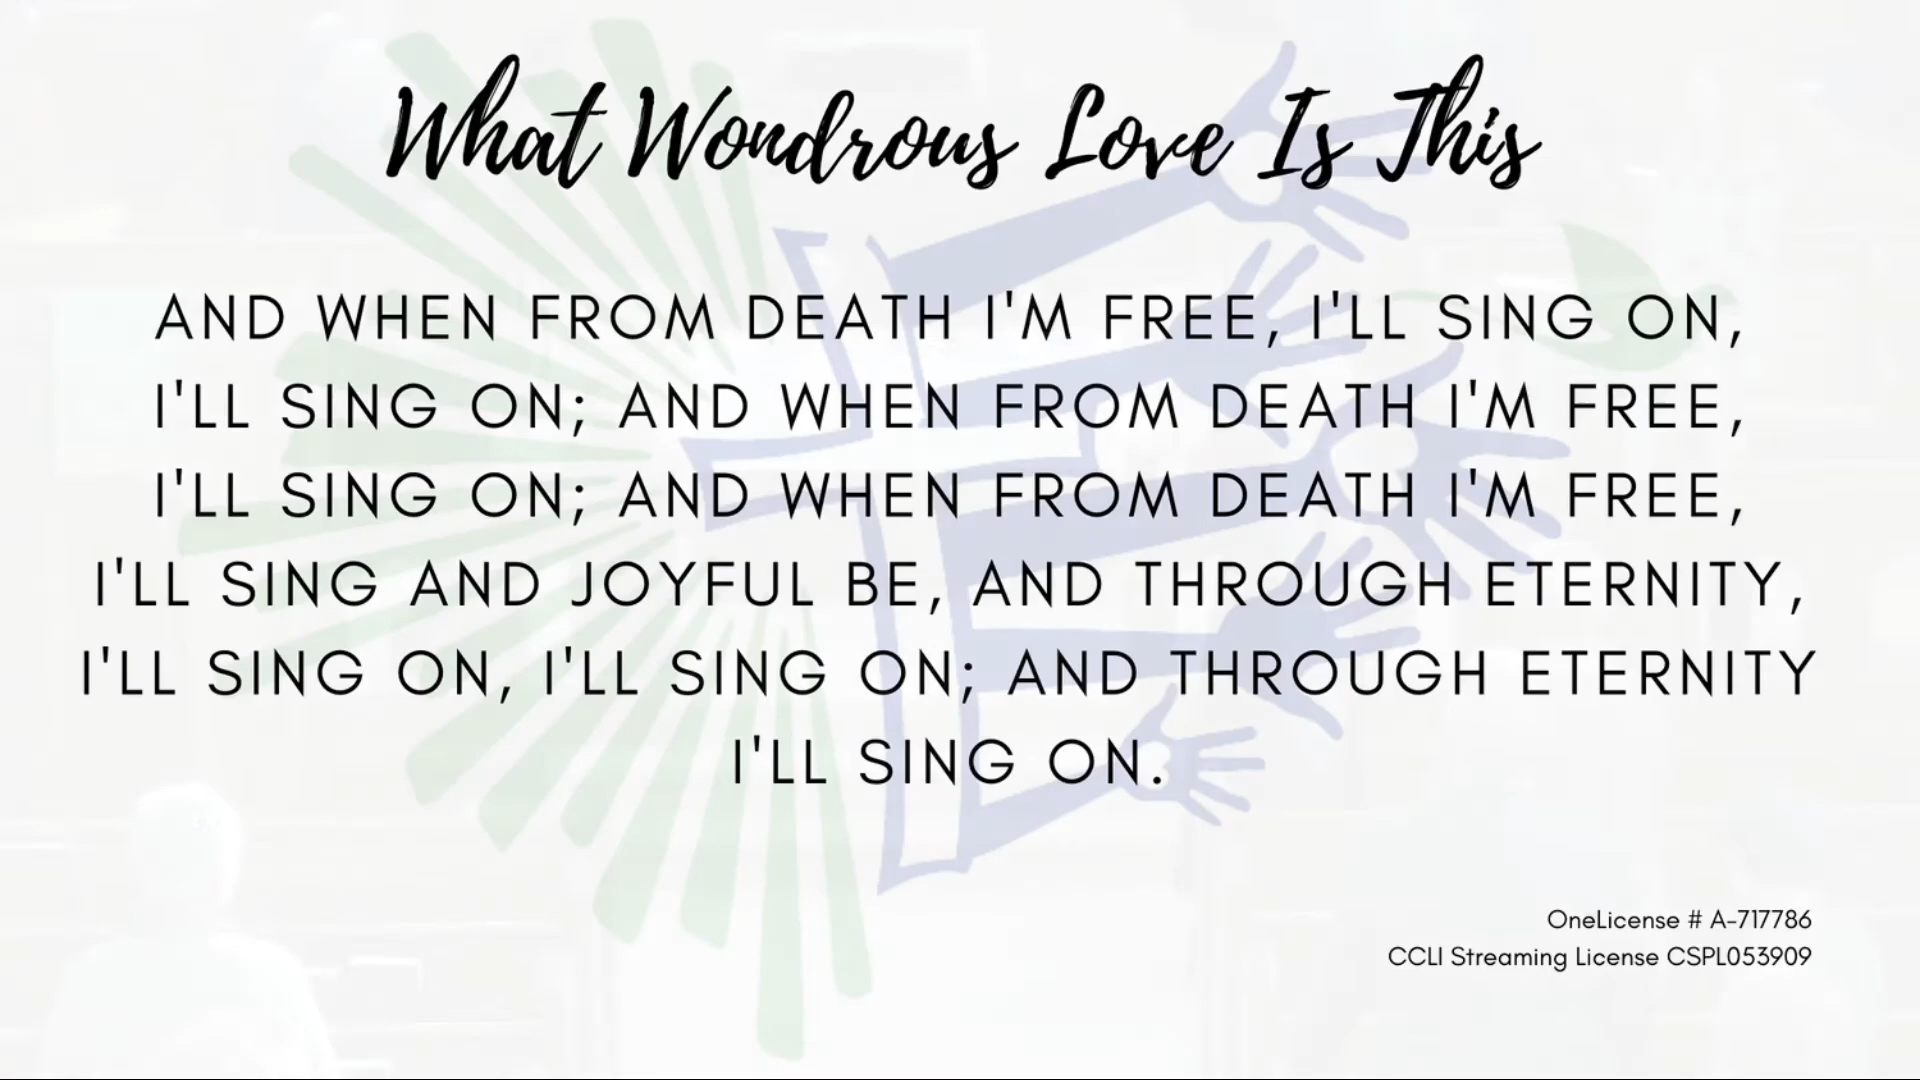 What Wondrous Love Is This
AND WHEN FROM DEATH I'M FREE, I'LL SING ON,
I'LL SING ON; AND WHEN FROM DEATH I'M FREE,
I'LL SING ON; AND WHEN FROM DEATH I'M FREE,
I'LL SING AND JOYFUL BE, AND THROUGH ETERNITY,
I'LL SING ON, I'LL SING ON; AND THROUGH ETERNITY
I'LL SING ON.
OneLicense # A-717786
CCLI Streaming License CSPL053909